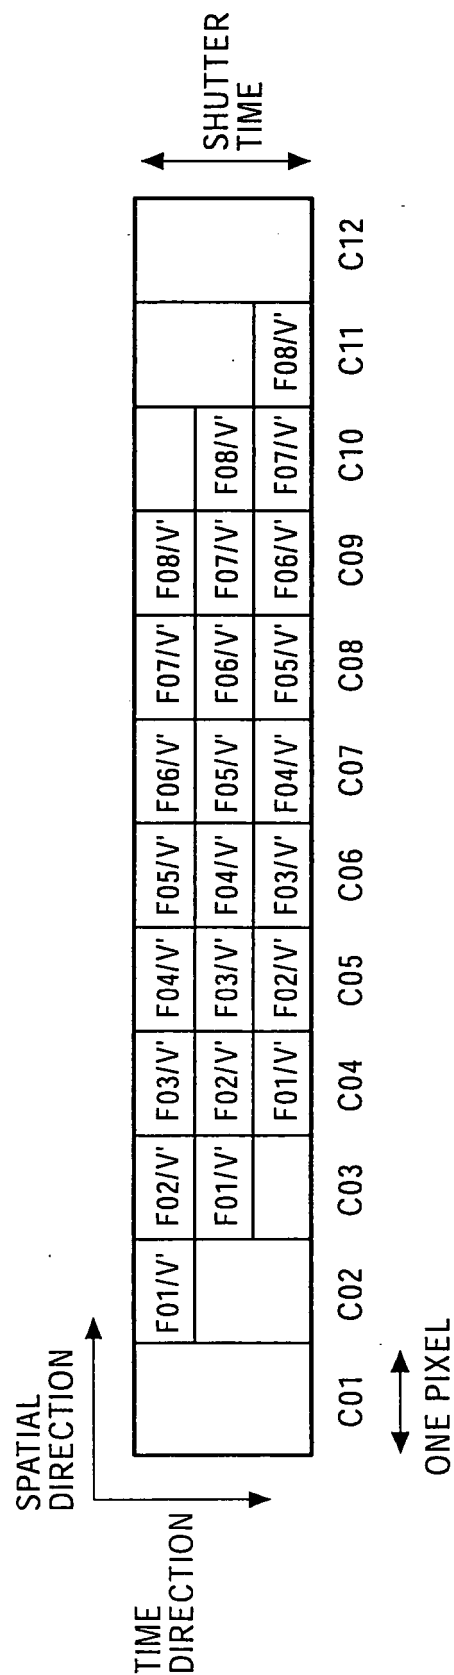 SPATIAL
DIRECTION
TIME
DIRECTION
SHUTTER
TIME
F01/V' F02/V' F03/V' F04/V' F05/V' F06/V' F07/V' F08/V'
F01/V' F02/V' F03/V' F04/V' F05/V' F06/V' F07/V' F08/V'
F01/V' F02/V' F03/V' F04/V' F05/V' F06/V' F07/V' F08/V'
C01 C02 C03 C04 C05 C06 C07 C08 C09 C10 C11 C12
ONE PIXEL